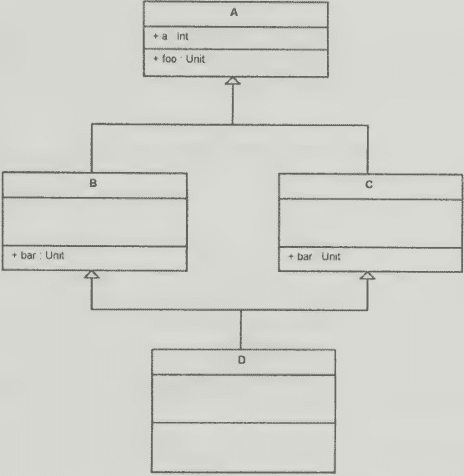 A
+ a : Int
+ foo : Unit
B
C
+ bar : Unit
+ bar : Unit
D